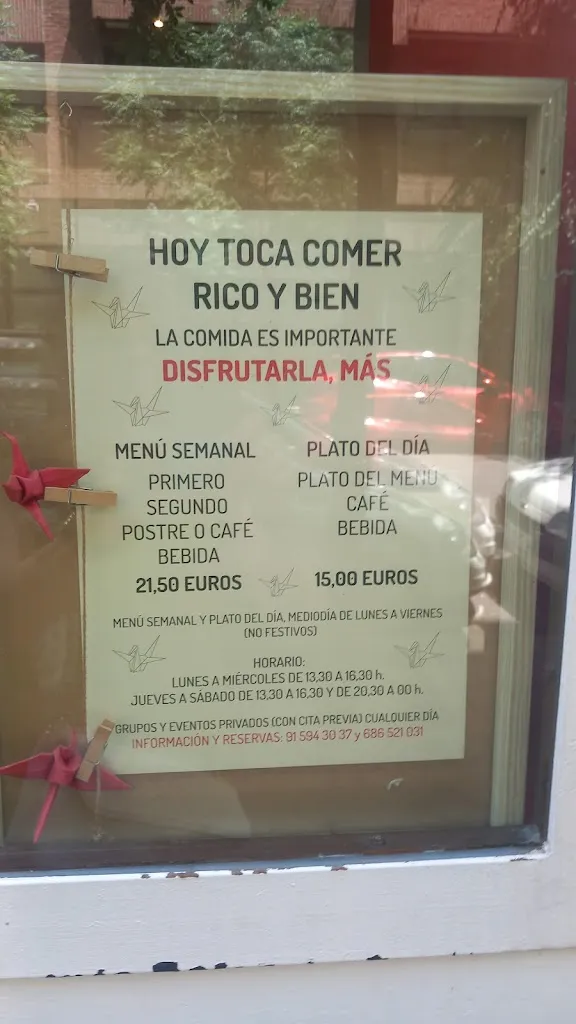 HOY TOCA COMER
RICO Y BIEN
LA COMIDA ES IMPORTANTE
DISFRUTARLA, MÁS
MENÚ SEMANAL
PRIMERO
SEGUNDO
POSTRE O CAFÉ
BEBIDA
21,50 EUROS
PLATO DEL DÍA
PLATO DEL MENÚ
CAFÉ
BEBIDA
15,00 EUROS
MENÚ SEMANAL Y PLATO DEL DÍA, MEDIODÍA DE LUNES A VIERNES
(NO FESTIVOS)
HORARIO:
LUNES A MIÉRCOLES DE 13,30 A 16,30 h.
JUEVES A SÁBADO DE 13,30 A 16,30 Y DE 20,30 A 00 h.
GRUPOS Y EVENTOS PRIVADOS (CON CITA PREVIA) CUALQUIER DÍA
INFORMACIÓN Y RESERVAS: 91 594 30 37 y 686 521 031